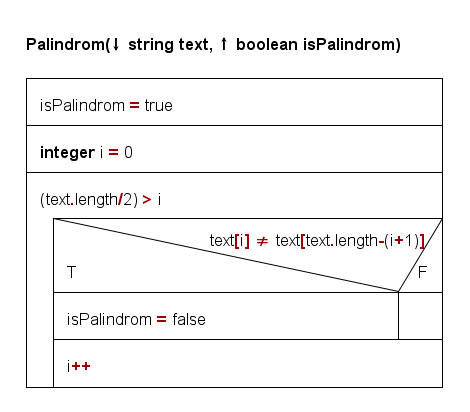 Palindrom(↓ string text, ↑ boolean isPalindrom)
isPalindrom = true
integer i = 0
(text.length/2) > i
text[i] ≠ text[text.length-(i+1)]
T F
isPalindrom = false
i++